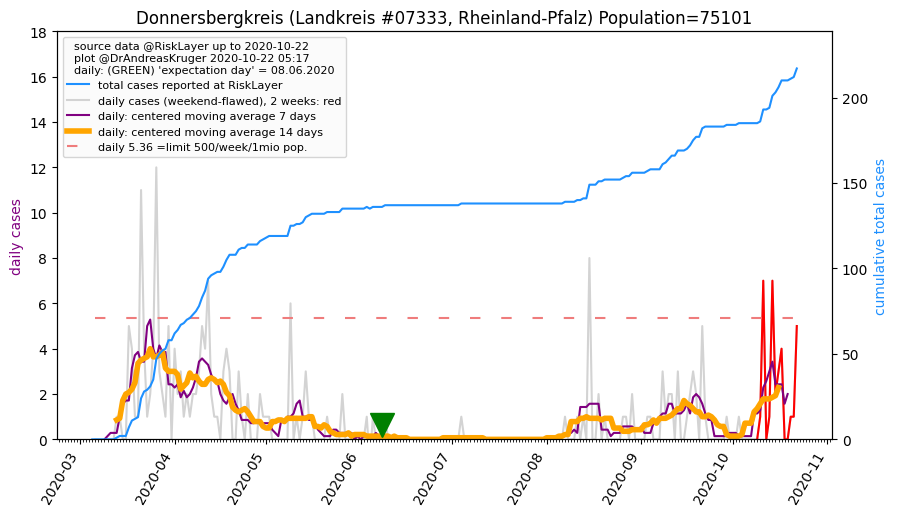 Donnersbergkreis (Landkreis #07333, Rheinland-Pfalz) Population=75101
source data @RiskLayer up to 2020-10-22
plot @DrAndreasKruger 2020-10-22 05:17
daily: (GREEN) 'expectation day' = 08.06.2020
total cases reported at RiskLayer
daily cases (weekend-flawed), 2 weeks: red
daily: centered moving average 7 days
daily: centered moving average 14 days
daily 5.36 =limit 500/week/1mio pop.
daily cases
18
16
14
12
10
8
6
4
2
0
cumulative total cases
200
150
100
50
0
2020-03
2020-04
2020-05
2020-06
2020-07
2020-08
2020-09
2020-10
2020-11